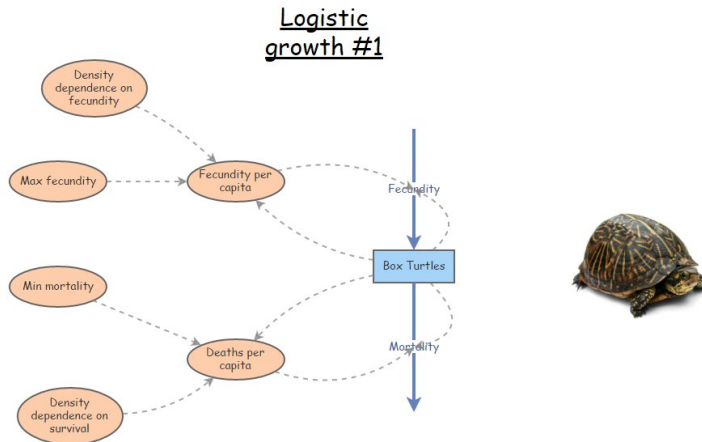 Logistic
growth #1
Density
dependence on
fecundity
Max fecundity
Fecundity per
capita
Fecundity
Box Turtles
Min mortality
Mortality
Deaths per
capita
Density
dependence on
survival